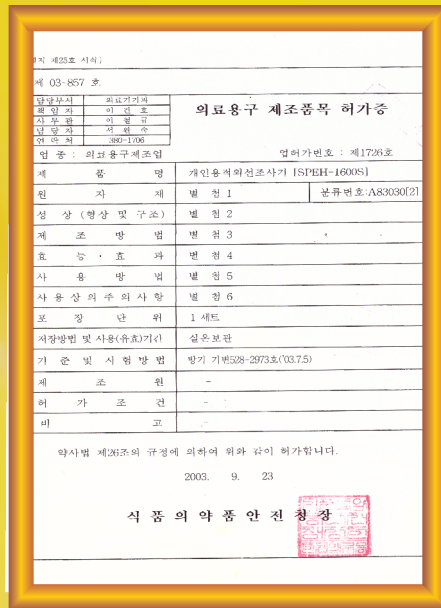 제25호 서식)
제 03-857 호
담당부서 의료기기과
책임자 이
사무관 이
담당자 서
연락처 380-1706
의료용구 제조품목 허가증
업 종 : 의료용구제조업 업허가번호 : 제1726호
제 품 명 개인용적외선조사기 [SPEH-1600S]
원 자 재 별 첨 1 분류번호:A83030[2]
성 상 (형상 및 구조) 별 첨 2
제 조 방 법 별 첨 3
효 능 · 효 과 별 첨 4
사 용 방 법 별 첨 5
사 용 상 의 주 의 사 항 별 첨 6
포 장 단 위 1 세트
저장방법 및 사용(유효)기간 실온보관
기 준 및 시 험 방 법 방기 기번528-2973호('03.7.5)
제 조 원 -
허 가 조 건 -
비 고 -
약사법 제26조의 규정에 의하여 위와 같이 허가합니다.
2003. 9. 23
식 품 의 약 품 안 전 청 장